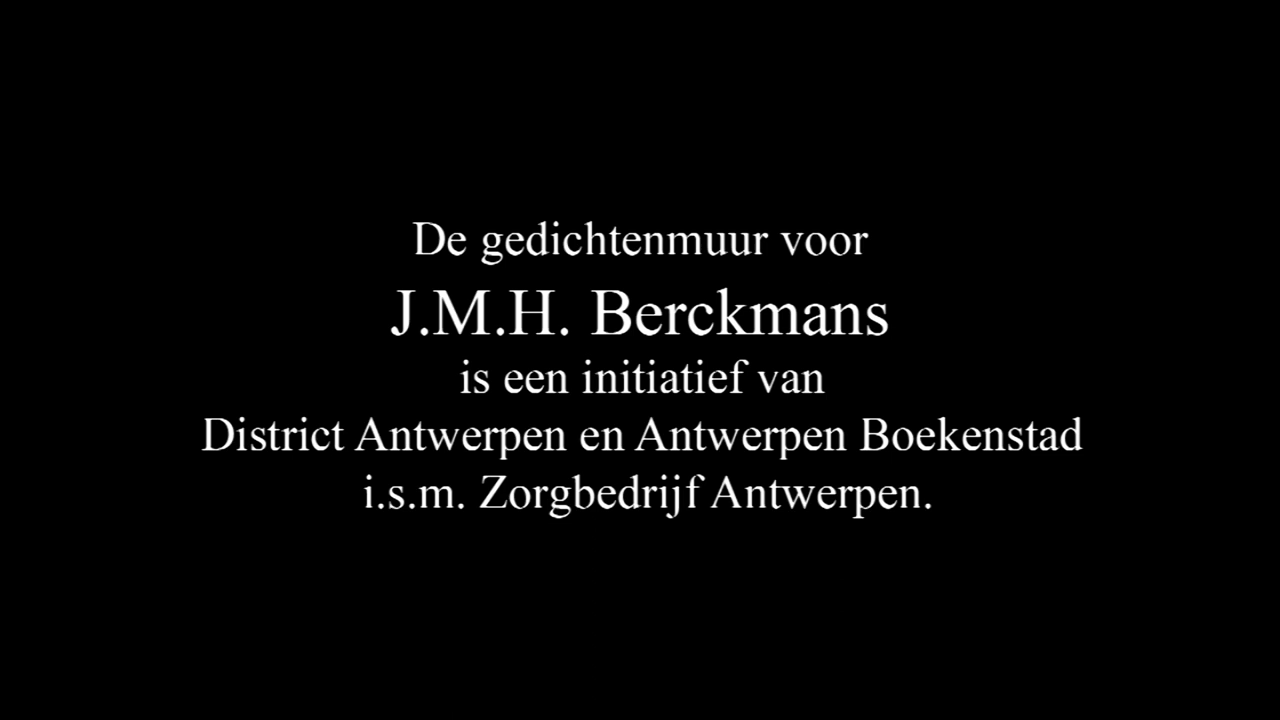 De gedichtenmuur voor
J.M.H. Berckmans
is een initiatief van
District Antwerpen en Antwerpen Boekenstad
i.s.m. Zorgbedrijf Antwerpen.